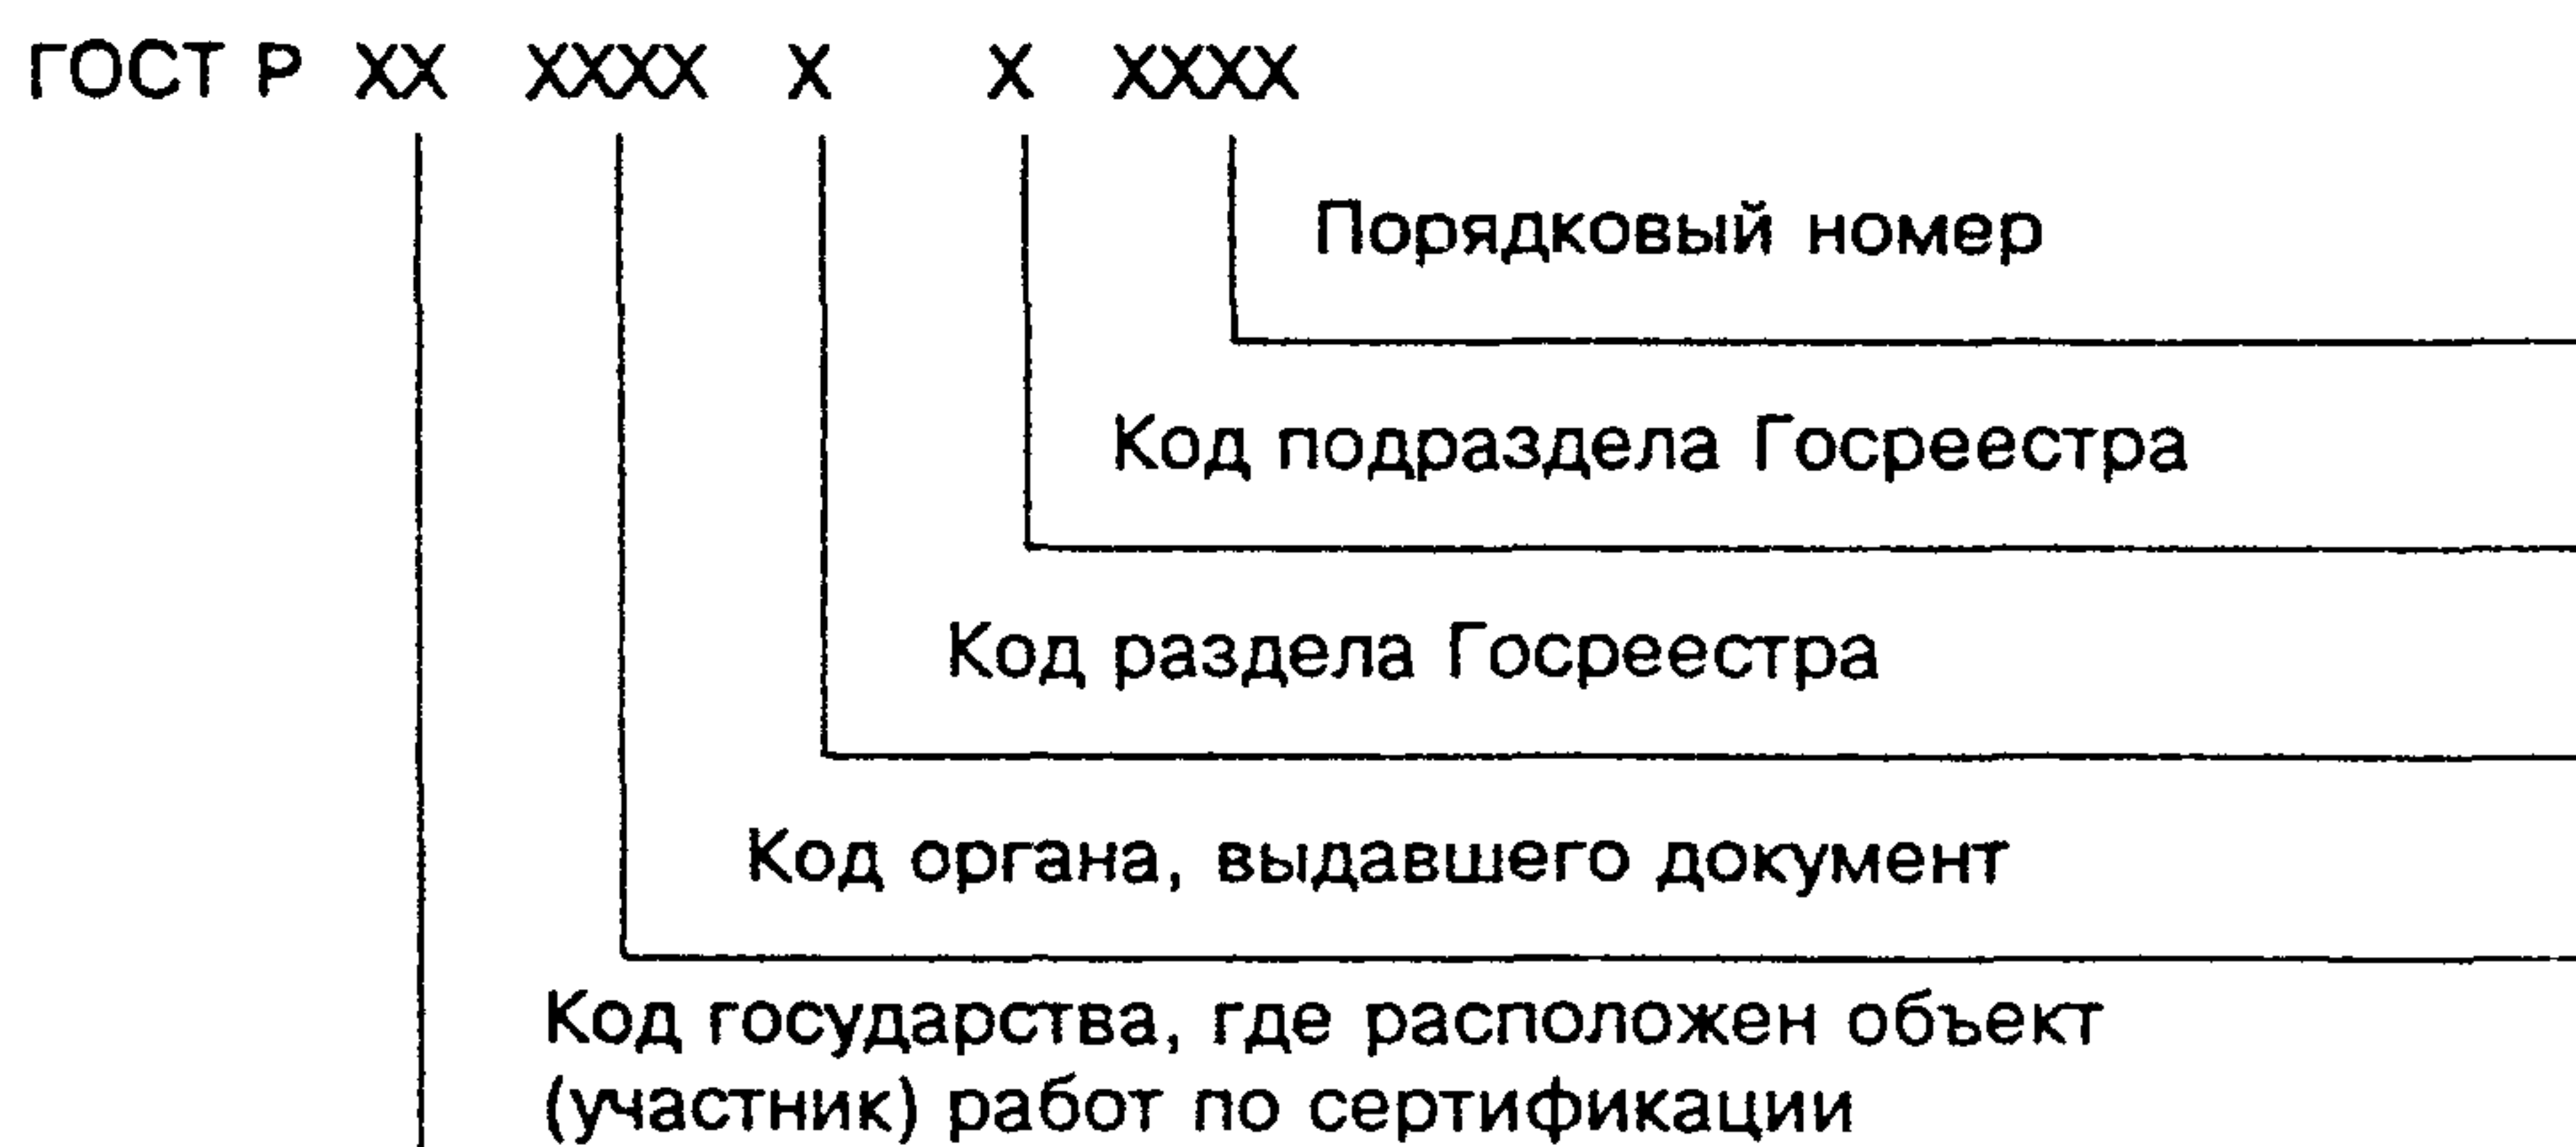 ГОСТ Р XX XXXX X X XXXX
Порядковый номер
Код подраздела Госреестра
Код раздела Госреестра
Код органа, выдавшего документ
Код государства, где расположен объект
(участник) работ по сертификации